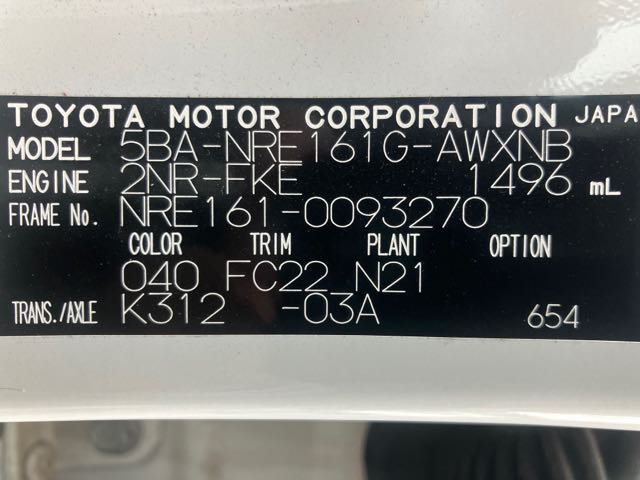 TOYOTA MOTOR CORPORATION JAPA
MODEL 5BA-NRE161G-AWXNB
ENGINE 2NR-FKE 1496 mL
FRAME No. NRE161-0093270
COLOR TRIM PLANT OPTION
040 FC22 N21
TRANS./AXLE K312 -03A 654